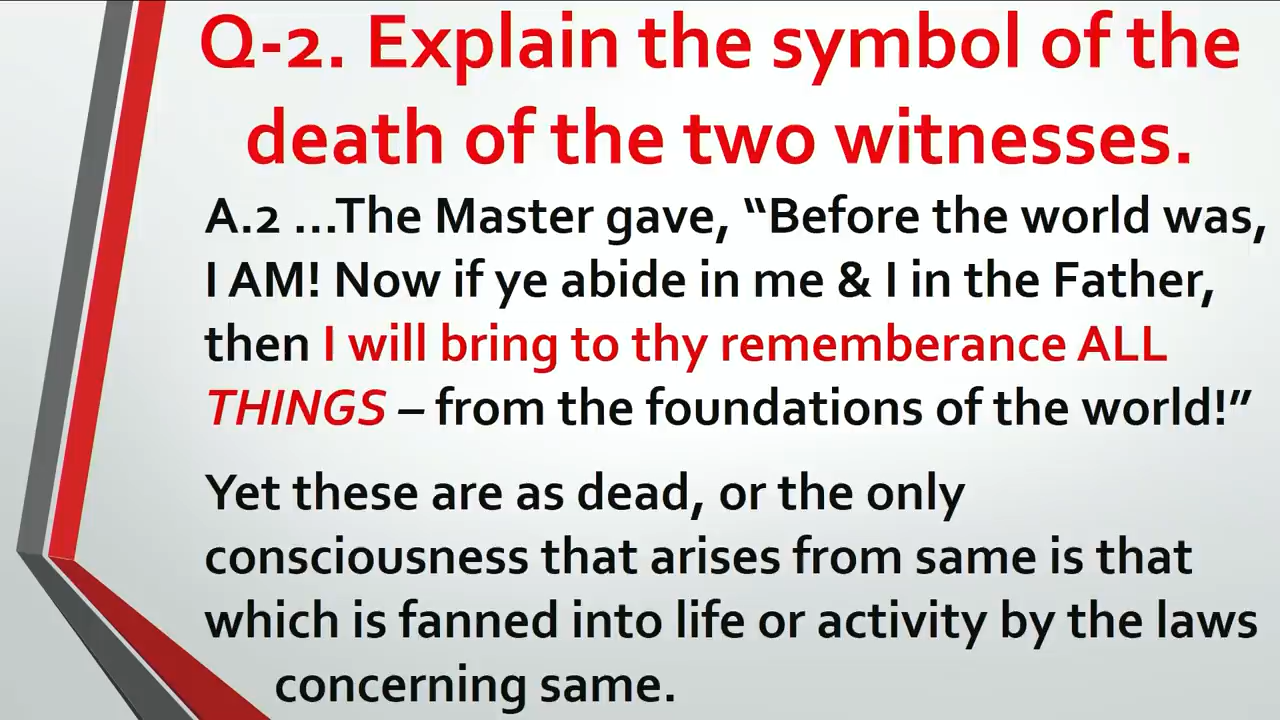 Q-2. Explain the symbol of the
death of the two witnesses.
A.2 ...The Master gave, “Before the world was,
I AM! Now if ye abide in me & I in the Father,
then I will bring to thy rememberance ALL
THINGS – from the foundations of the world!”
Yet these are as dead, or the only
consciousness that arises from same is that
which is fanned into life or activity by the laws
concerning same.